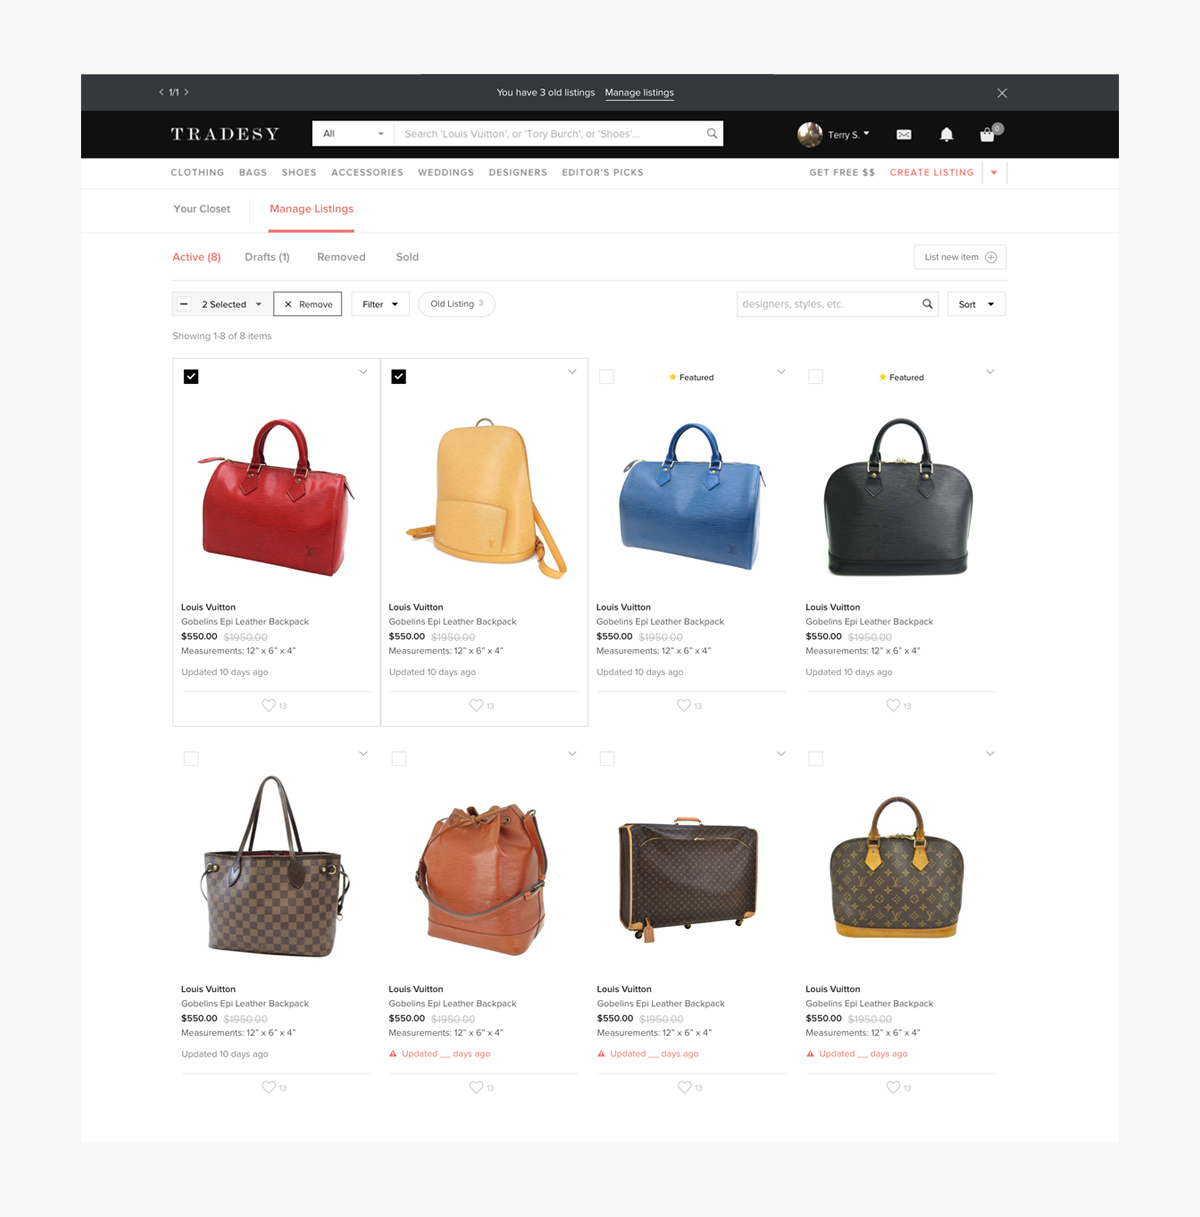 1/1
You have 3 old listings Manage listings
TRADESY
All
Search 'Louis Vuitton', or 'Tory Burch', or 'Shoes'...
Terry S.
0
CLOTHING BAGS SHOES ACCESSORIES WEDDINGS DESIGNERS EDITOR'S PICKS GET FREE $$ CREATE LISTING
Your Closet Manage Listings
Active (8) Drafts (1) Removed Sold List new item
2 Selected Remove Filter Old Listing 3 designers, styles, etc. Sort
Showing 1-8 of 8 items
Featured Featured
Louis Vuitton Louis Vuitton Louis Vuitton Louis Vuitton
Gobelins Epi Leather Backpack Gobelins Epi Leather Backpack Gobelins Epi Leather Backpack Gobelins Epi Leather Backpack
$550.00 $1950.00 $550.00 $1950.00 $550.00 $1950.00 $550.00 $1950.00
Measurements: 12" x 6" x 4" Measurements: 12" x 6" x 4" Measurements: 12" x 6" x 4" Measurements: 12" x 6" x 4"
Updated 10 days ago Updated 10 days ago Updated 10 days ago Updated 10 days ago
13 13 13 13
Louis Vuitton Louis Vuitton Louis Vuitton Louis Vuitton
Gobelins Epi Leather Backpack Gobelins Epi Leather Backpack Gobelins Epi Leather Backpack Gobelins Epi Leather Backpack
$550.00 $1950.00 $550.00 $1950.00 $550.00 $1950.00 $550.00 $1950.00
Measurements: 12" x 6" x 4" Measurements: 12" x 6" x 4" Measurements: 12" x 6" x 4" Measurements: 12" x 6" x 4"
Updated 10 days ago Updated __ days ago Updated __ days ago Updated __ days ago
13 13 13 13